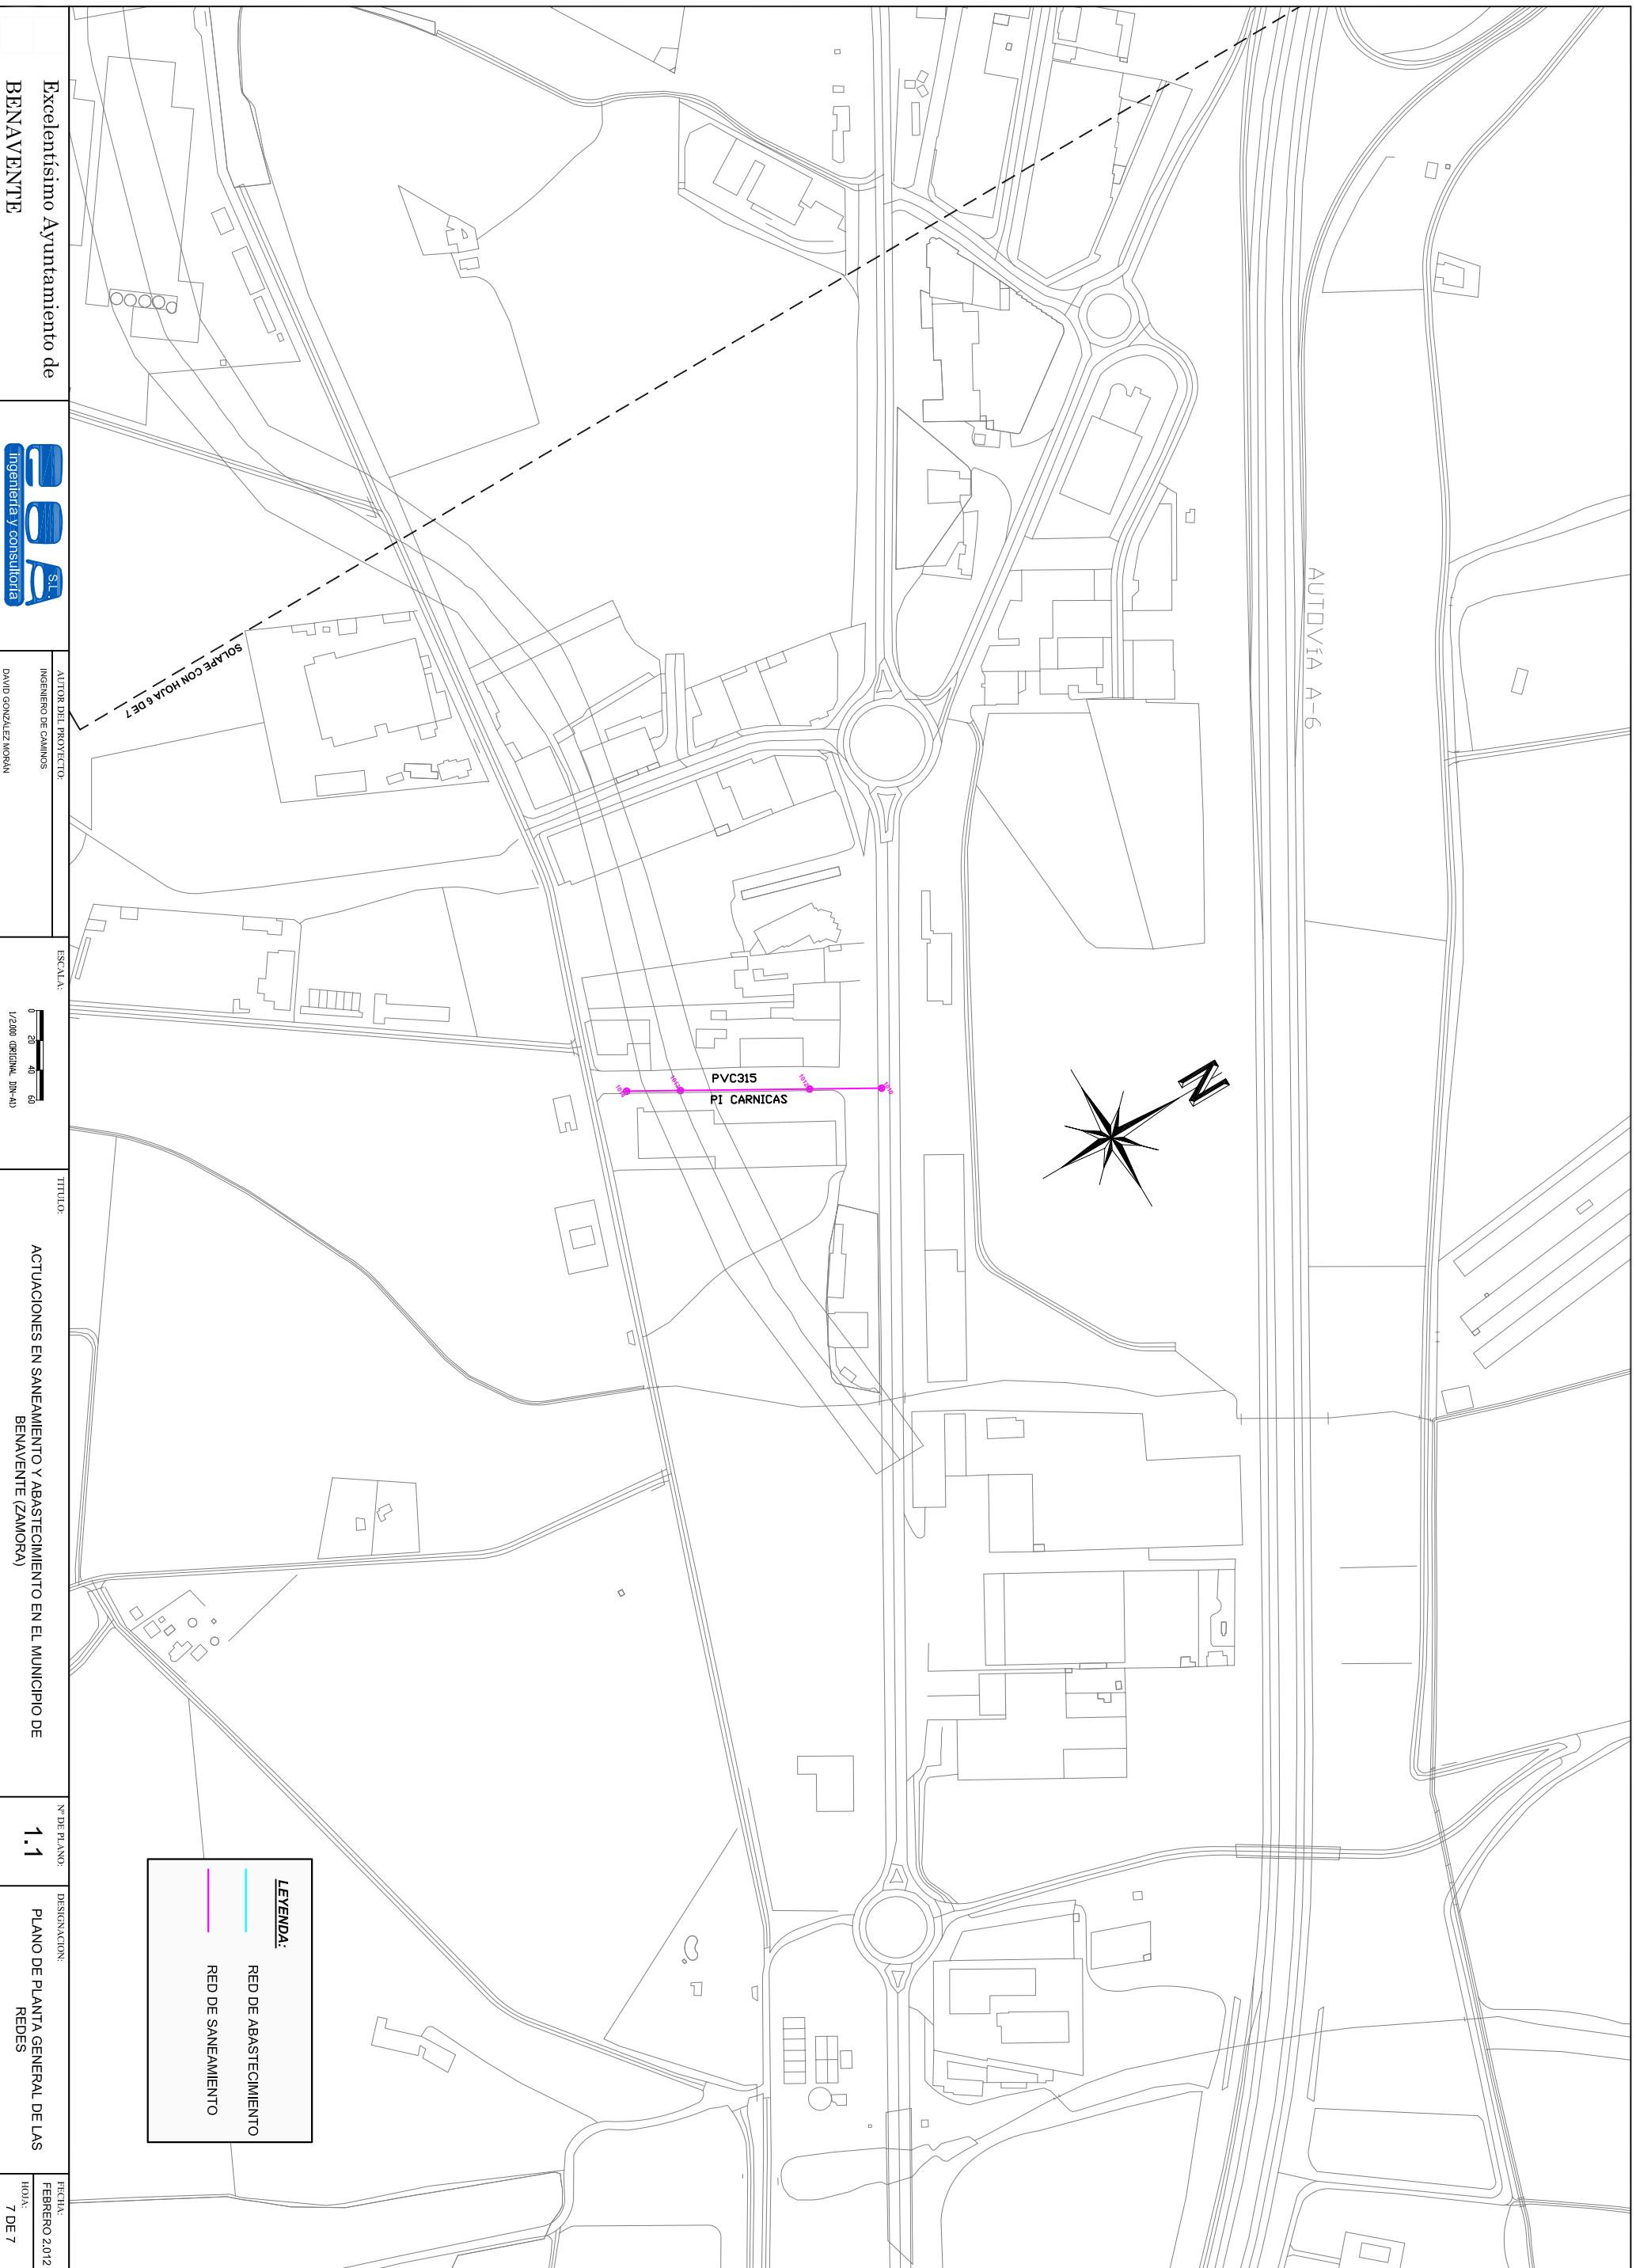 AUTOVÍA A-6
N
SOLAPE CON HOJA 6 DE 7
PVC315
PI CARNICAS
LEYENDA:
RED DE ABASTECIMIENTO
RED DE SANEAMIENTO
Excelentísimo Ayuntamiento de
BENAVENTE
S.L.
ingeniería y consultoría
AUTOR DEL PROYECTO:
INGENIERO DE CAMINOS
DAVID GONZÁLEZ MORÁN
ESCALA:
0 20 40 60
1/2.000 (ORIGINAL DIN-A1)
TITULO:
ACTUACIONES EN SANEAMIENTO Y ABASTECIMIENTO EN EL MUNICIPIO DE
BENAVENTE (ZAMORA)
Nº DE PLANO:
1.1
DESIGNACION:
PLANO DE PLANTA GENERAL DE LAS
REDES
FECHA:
FEBRERO 2.012
HOJA:
7 DE 7